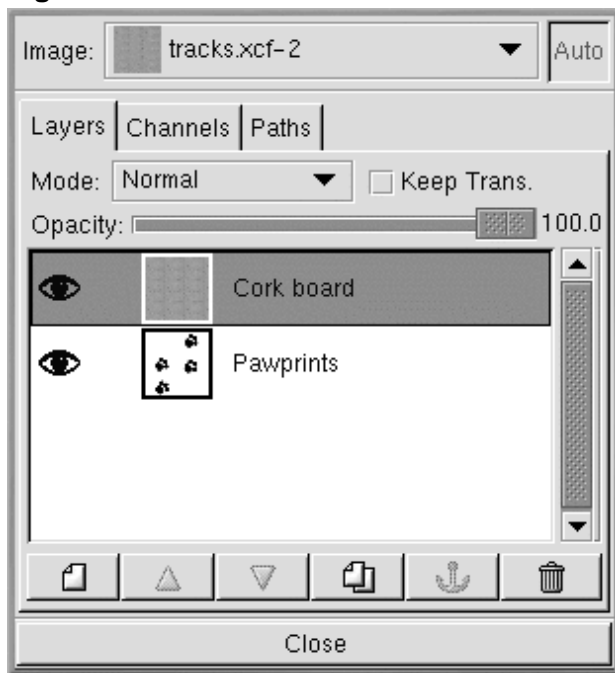 Image: tracks.xcf-2 Auto
Layers Channels Paths
Mode: Normal Keep Trans.
Opacity: 100.0
Cork board
Pawprints
Close